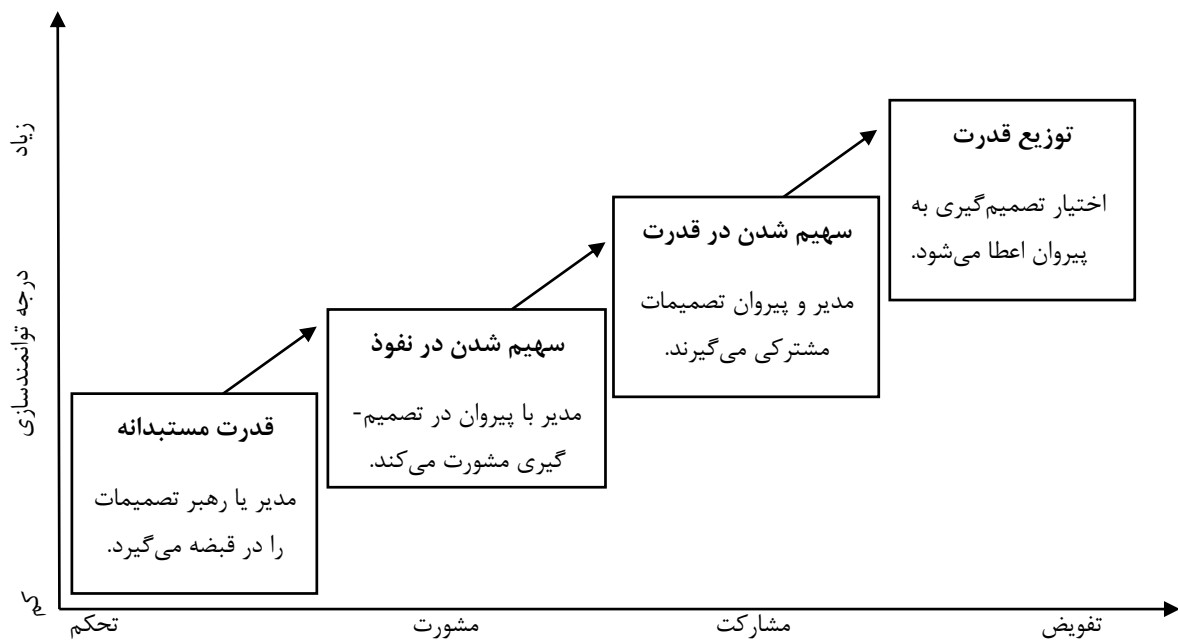 زیاد
درجه توانمندسازی
کم
توزیع قدرت
اختیار تصمیم‌گیری به
پیروان اعطا می‌شود.
سهیم شدن در قدرت
مدیر و پیروان تصمیمات
مشترکی می‌گیرند.
سهیم شدن در نفوذ
مدیر با پیروان در تصمیم-
گیری مشورت می‌کند.
قدرت مستبدانه
مدیر یا رهبر تصمیمات
را در قبضه می‌گیرد.
تحکم
مشورت
مشارکت
تفویض